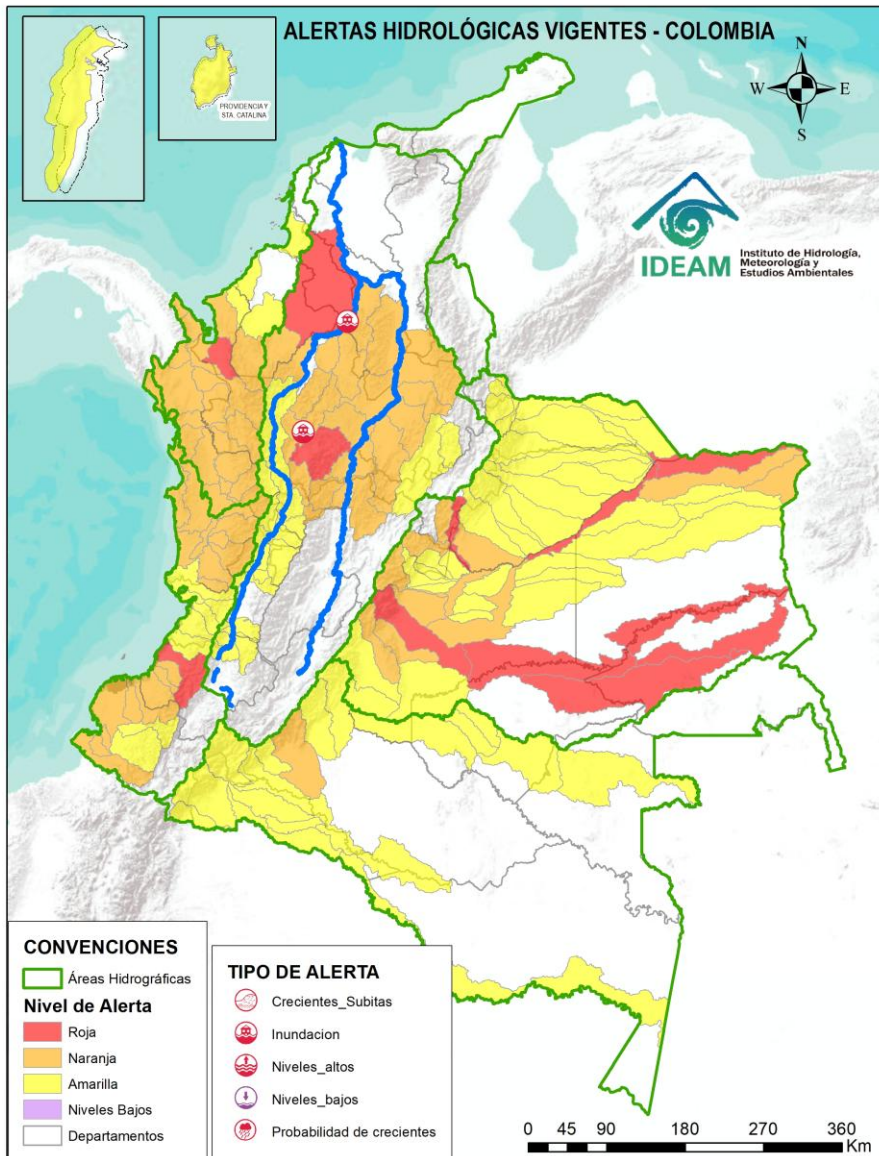 ALERTAS HIDROLÓGICAS VIGENTES - COLOMBIA
PROVIDENCIA Y
STA. CATALINA
N
W
E
S
IDEAM
Instituto de Hidrología,
Meteorología y
Estudios Ambientales
CONVENCIONES
Áreas Hidrográficas
Nivel de Alerta
Roja
Naranja
Amarilla
Niveles Bajos
Departamentos
TIPO DE ALERTA
Crecientes_Subitas
Inundacion
Niveles_altos
Niveles_bajos
Probabilidad de crecientes
0 45 90 180 270 360
Km